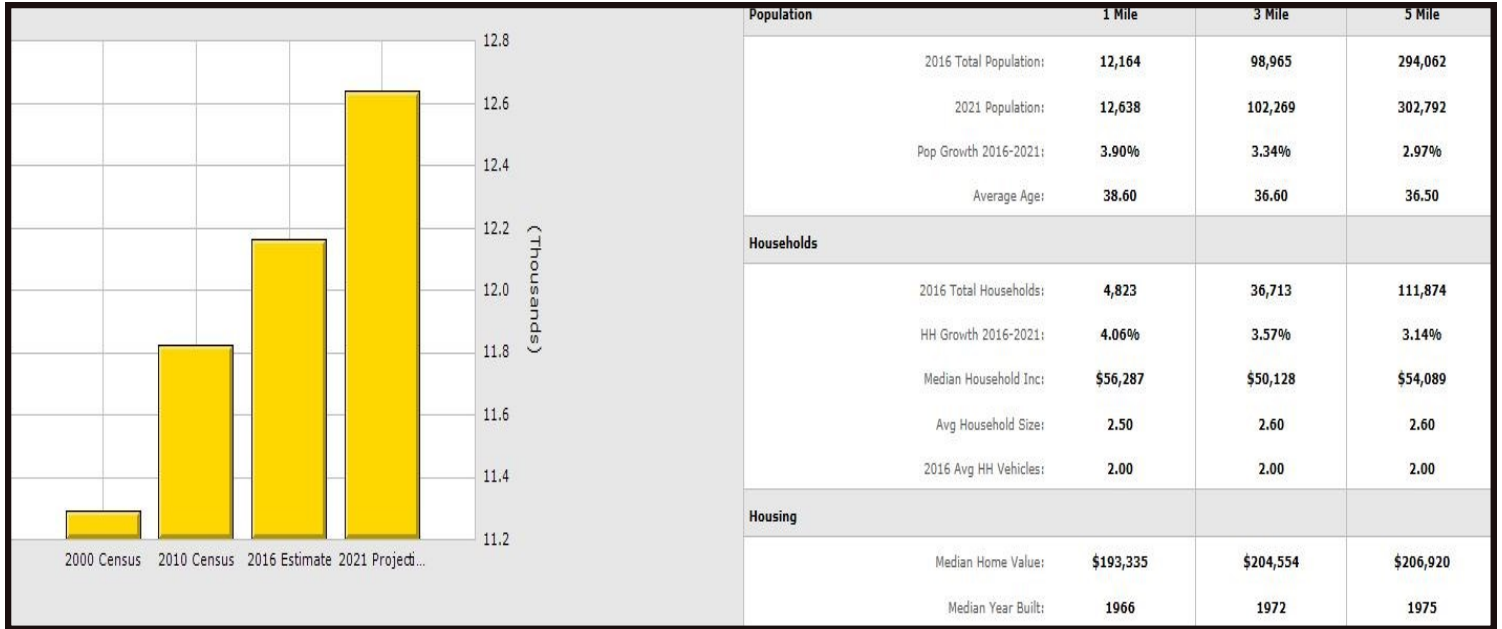 12.8
12.6
12.4
12.2
12.0
11.8
11.6
11.4
11.2
(Thousands)
2000 Census 2010 Census 2016 Estimate 2021 Projecti...
Population 1 Mile 3 Mile 5 Mile
2016 Total Population: 12,164 98,965 294,062
2021 Population: 12,638 102,269 302,792
Pop Growth 2016-2021: 3.90% 3.34% 2.97%
Average Age: 38.60 36.60 36.50
Households
2016 Total Households: 4,823 36,713 111,874
HH Growth 2016-2021: 4.06% 3.57% 3.14%
Median Household Inc: $56,287 $50,128 $54,089
Avg Household Size: 2.50 2.60 2.60
2016 Avg HH Vehicles: 2.00 2.00 2.00
Housing
Median Home Value: $193,335 $204,554 $206,920
Median Year Built: 1966 1972 1975